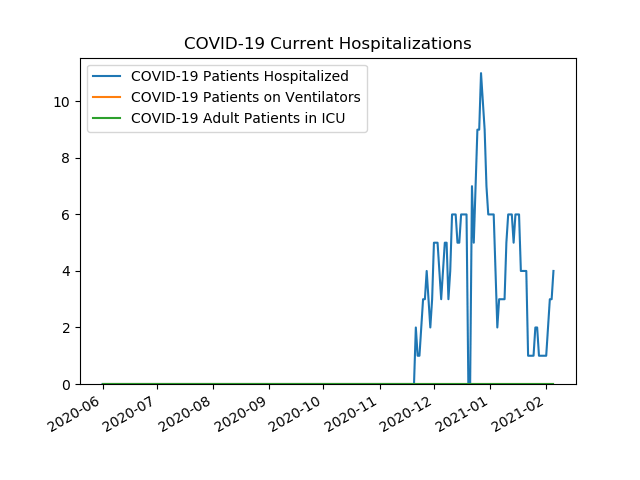 COVID-19 Current Hospitalizations
COVID-19 Patients Hospitalized
COVID-19 Patients on Ventilators
COVID-19 Adult Patients in ICU
10
8
6
4
2
0
2020-06 2020-07 2020-08 2020-09 2020-10 2020-11 2020-12 2021-01 2021-02